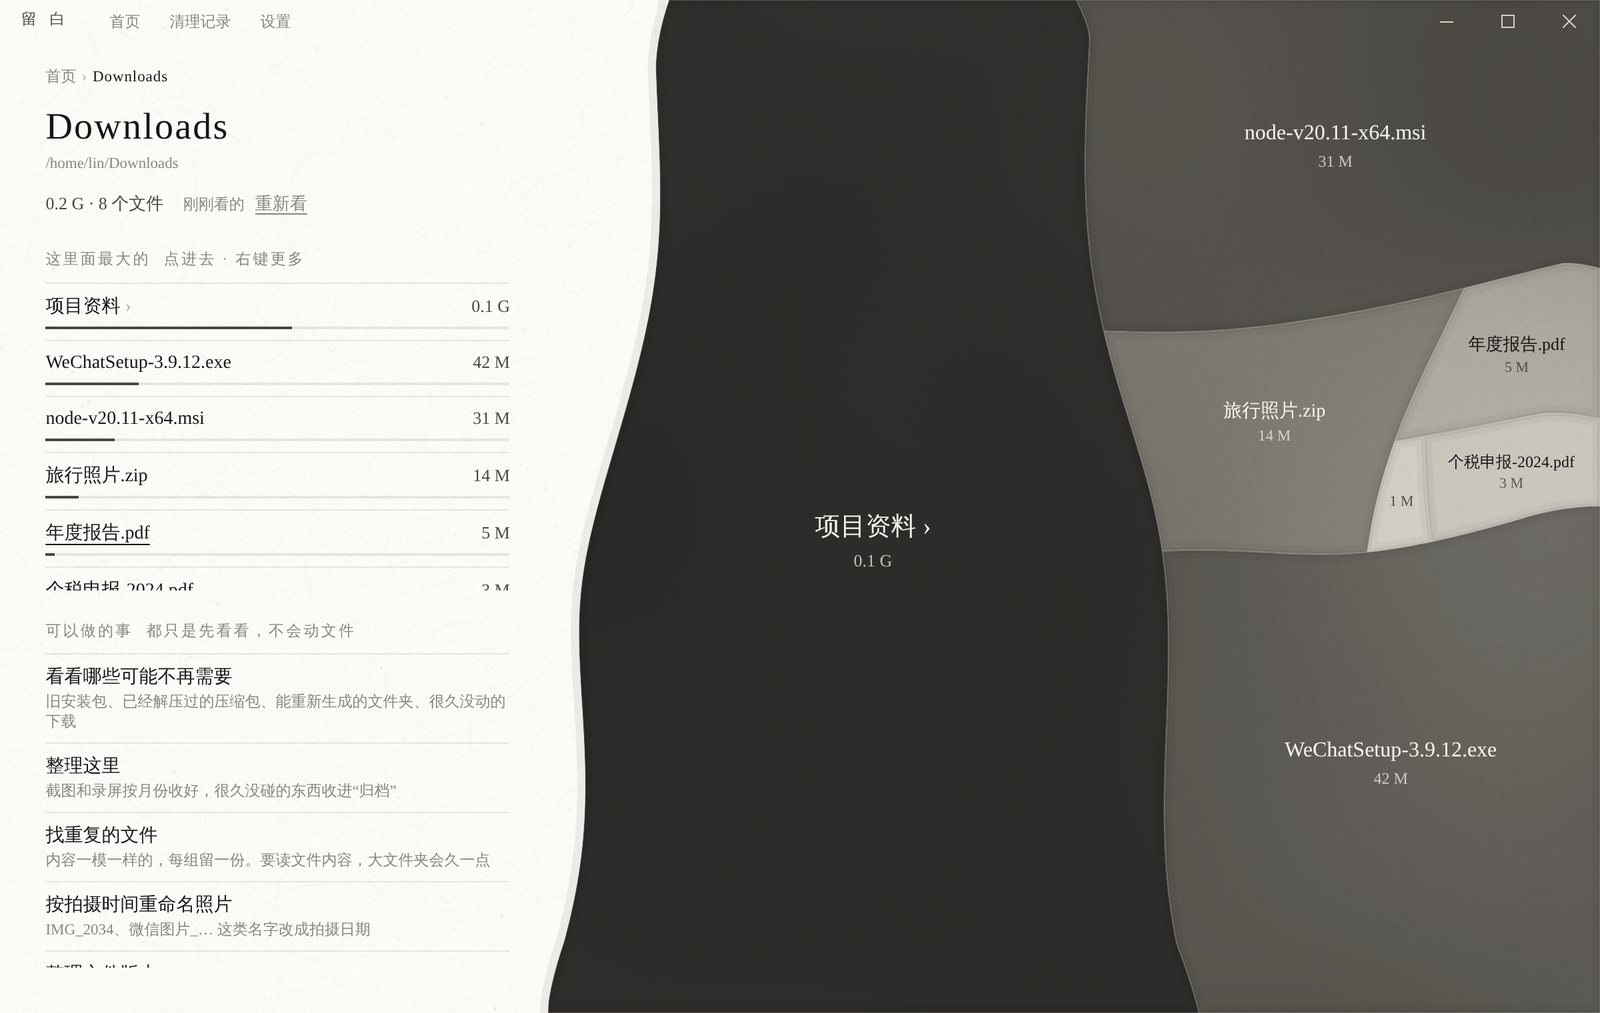 留 白
首页 清理记录 设置
首页 › Downloads
Downloads
/home/lin/Downloads
0.2 G · 8 个文件 刚刚看的 重新看
这里面最大的 点进去 · 右键更多
项目资料 › 0.1 G
WeChatSetup-3.9.12.exe 42 M
node-v20.11-x64.msi 31 M
旅行照片.zip 14 M
年度报告.pdf 5 M
个税申报-2024.pdf 3 M
可以做的事 都只是先看看，不会动文件
看看哪些可能不再需要
旧安装包、已经解压过的压缩包、能重新生成的文件夹、很久没动的
下载
整理这里
截图和录屏按月份收好，很久没碰的东西收进“归档”
找重复的文件
内容一模一样的，每组留一份。要读文件内容，大文件夹会久一点
按拍摄时间重命名照片
IMG_2034、微信图片_… 这类名字改成拍摄日期
项目资料 ›
0.1 G
node-v20.11-x64.msi
31 M
年度报告.pdf
5 M
旅行照片.zip
14 M
个税申报-2024.pdf
3 M
1 M
WeChatSetup-3.9.12.exe
42 M